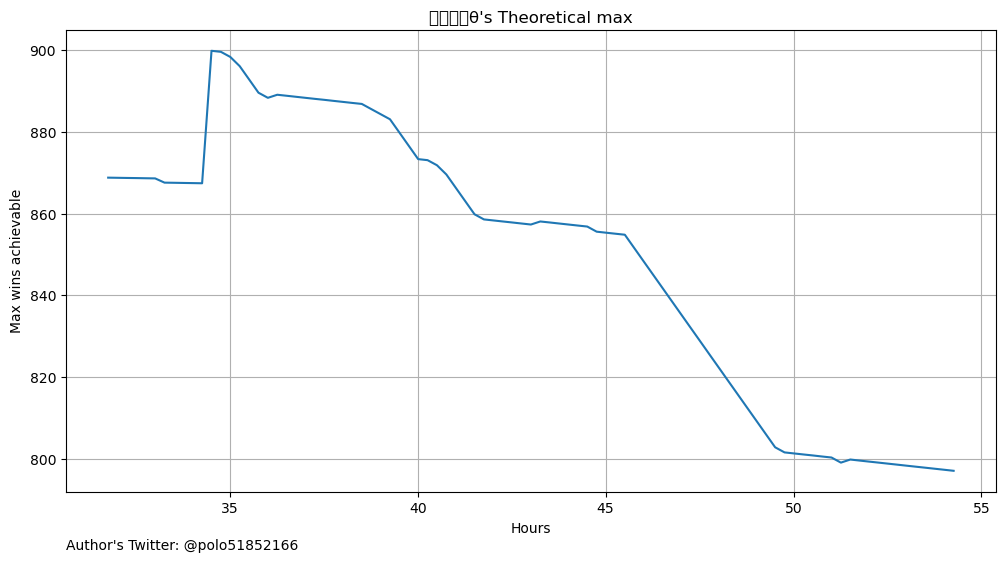 θ's Theoretical max
Max wins achievable
900
880
860
840
820
800
35
40
45
50
55
Hours
Author's Twitter: @polo51852166